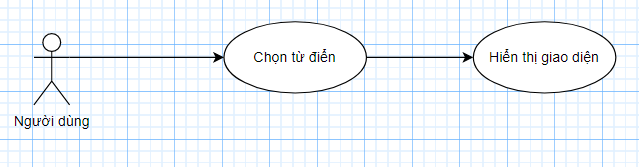 Chọn từ điển
Hiển thị giao diện
Người dùng